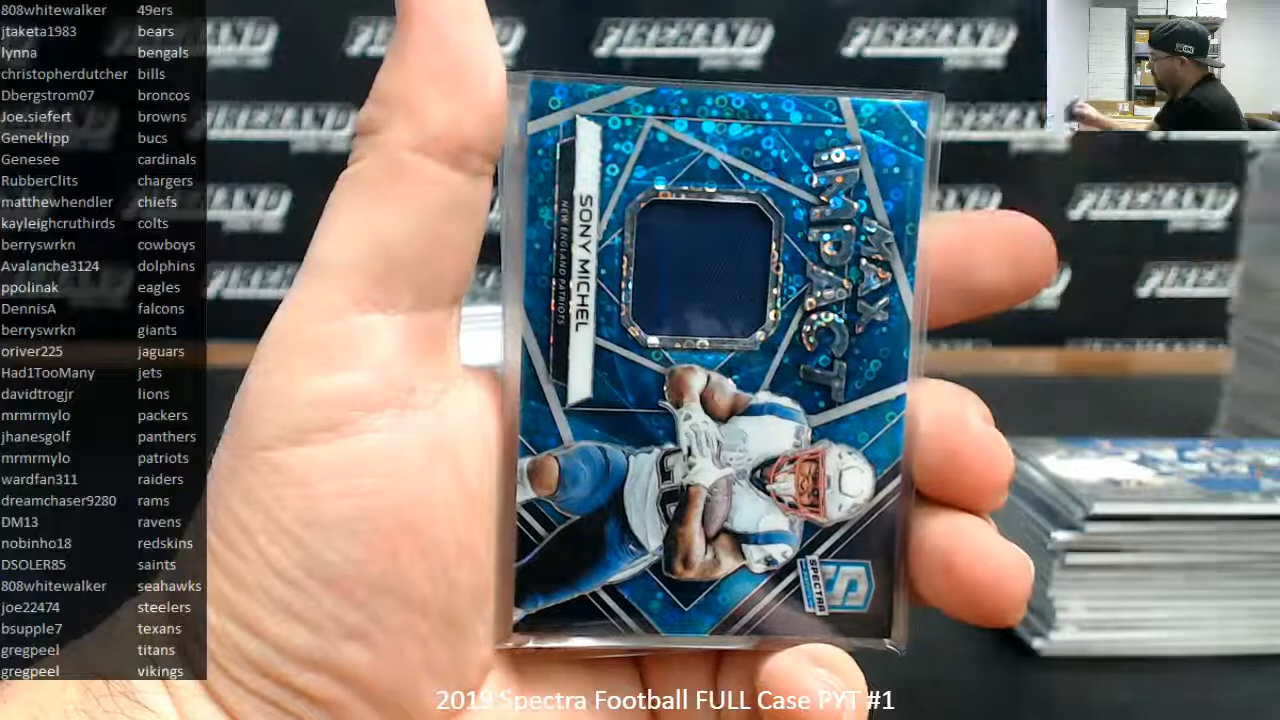 808whitewalker 49ers
jtaketa1983 bears
lynna bengals
christopherdutcher bills
Dbergstrom07 broncos
Joe.siefert browns
Geneklipp bucs
Genesee cardinals
RubberClits chargers
matthewhendler chiefs
kayleighcruthirds colts
berryswrkn cowboys
Avalanche3124 dolphins
ppolinak eagles
DennisA falcons
berryswrkn giants
oriver225 jaguars
Had1TooMany jets
davidtrogjr lions
mrmrmylo packers
jhanesgolf panthers
mrmrmylo patriots
wardfan311 raiders
dreamchaser9280 rams
DM13 ravens
nobinho18 redskins
DSOLER85 saints
808whitewalker seahawks
joe22474 steelers
bsupple7 texans
gregpeel titans
gregpeel vikings
FIREHAND
FIREHAND
FIREHAND
FIREHAND
MAX
IMPACT
SONY MICHEL
NEW ENGLAND PATRIOTS
SPECTRA
2019 Spectra Football FULL Case PYT #1